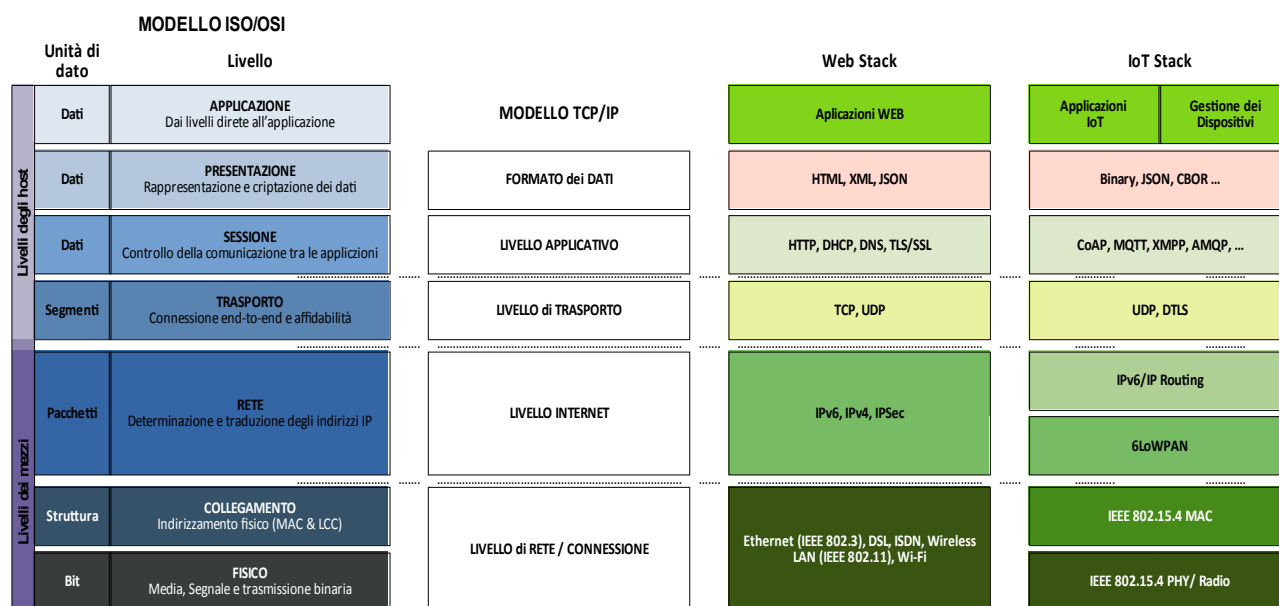 MODELLO ISO/OSI
Unità di
dato
Livello
Web Stack
IoT Stack
Livelli degli host
Dati
APPLICAZIONE
Dai livelli direte all'applicazione
MODELLO TCP/IP
Aplicazioni WEB
Applicazioni
IoT
Gestione dei
Dispositivi
Dati
PRESENTAZIONE
Rappresentazione e criptazione dei dati
FORMATO dei DATI
HTML, XML, JSON
Binary, JSON, CBOR ...
Dati
SESSIONE
Controllo della comunicazione tra le appliczioni
LIVELLO APPLICATIVO
HTTP, DHCP, DNS, TLS/SSL
CoAP, MQTT, XMPP, AMQP, ...
Segmenti
TRASPORTO
Connessione end-to-end e affidabilità
LIVELLO di TRASPORTO
TCP, UDP
UDP, DTLS
Livelli dei mezzi
Pacchetti
RETE
Determinazione e traduzione degli indirizzi IP
LIVELLO INTERNET
IPv6, IPv4, IPSec
IPv6/IP Routing
6LoWPAN
Struttura
COLLEGAMENTO
Indirizzamento fisico (MAC & LCC)
LIVELLO di RETE / CONNESSIONE
Ethernet (IEEE 802.3), DSL, ISDN, Wireless
LAN (IEEE 802.11), Wi-Fi
IEEE 802.15.4 MAC
Bit
FISICO
Media, Segnale e trasmissione binaria
IEEE 802.15.4 PHY/ Radio